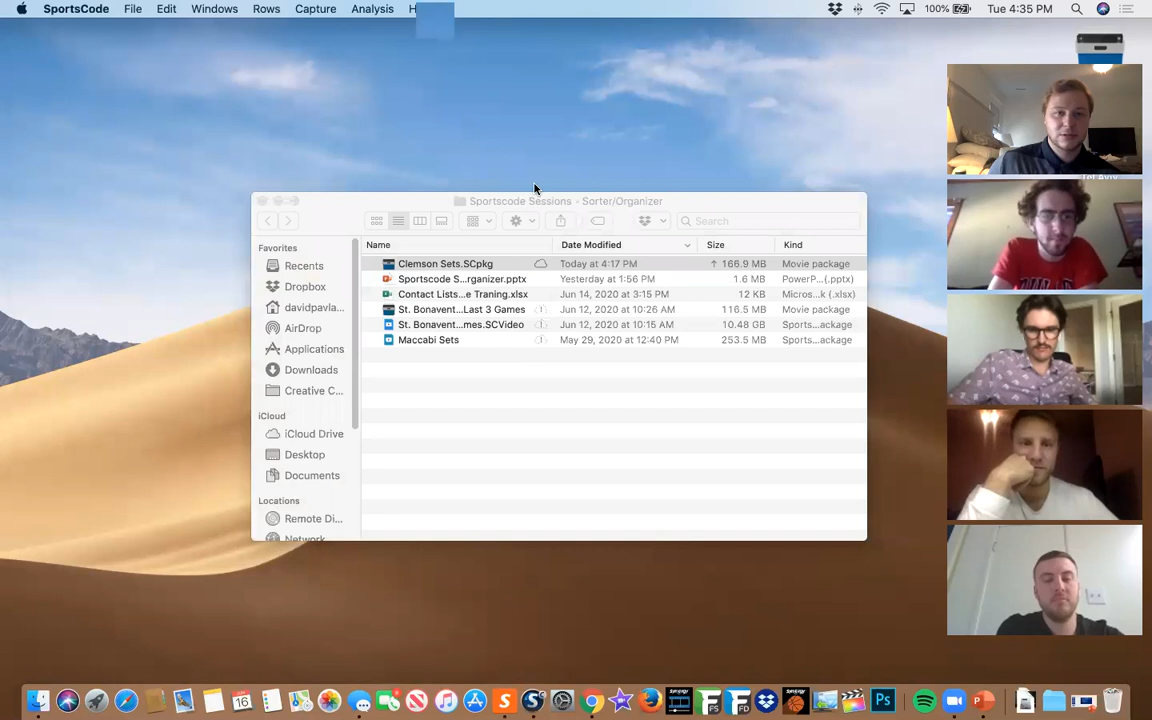 SportsCode File Edit Windows Rows Capture Analysis H 100% Tue 4:35 PM
Sportscode Sessions - Sorter/Organizer
Search
Favorites
Recents
Dropbox
davidpavla...
AirDrop
Applications
Downloads
Creative C...
iCloud
iCloud Drive
Desktop
Documents
Locations
Remote Di...
Network
Name Date Modified Size Kind
Clemson Sets.SCpkg Today at 4:17 PM ↑ 166.9 MB Movie package
Sportscode S...rganizer.pptx Yesterday at 1:56 PM 1.6 MB PowerP...(.pptx)
Contact Lists...e Traning.xlsx Jun 14, 2020 at 3:15 PM 12 KB Micros...k (.xlsx)
St. Bonavent...Last 3 Games Jun 12, 2020 at 10:26 AM 116.5 MB Movie package
St. Bonavent...mes.SCVideo Jun 12, 2020 at 10:15 AM 10.48 GB Sports...ackage
Maccabi Sets May 29, 2020 at 12:40 PM 253.5 MB Sports...ackage
16
S S FS FD Ps